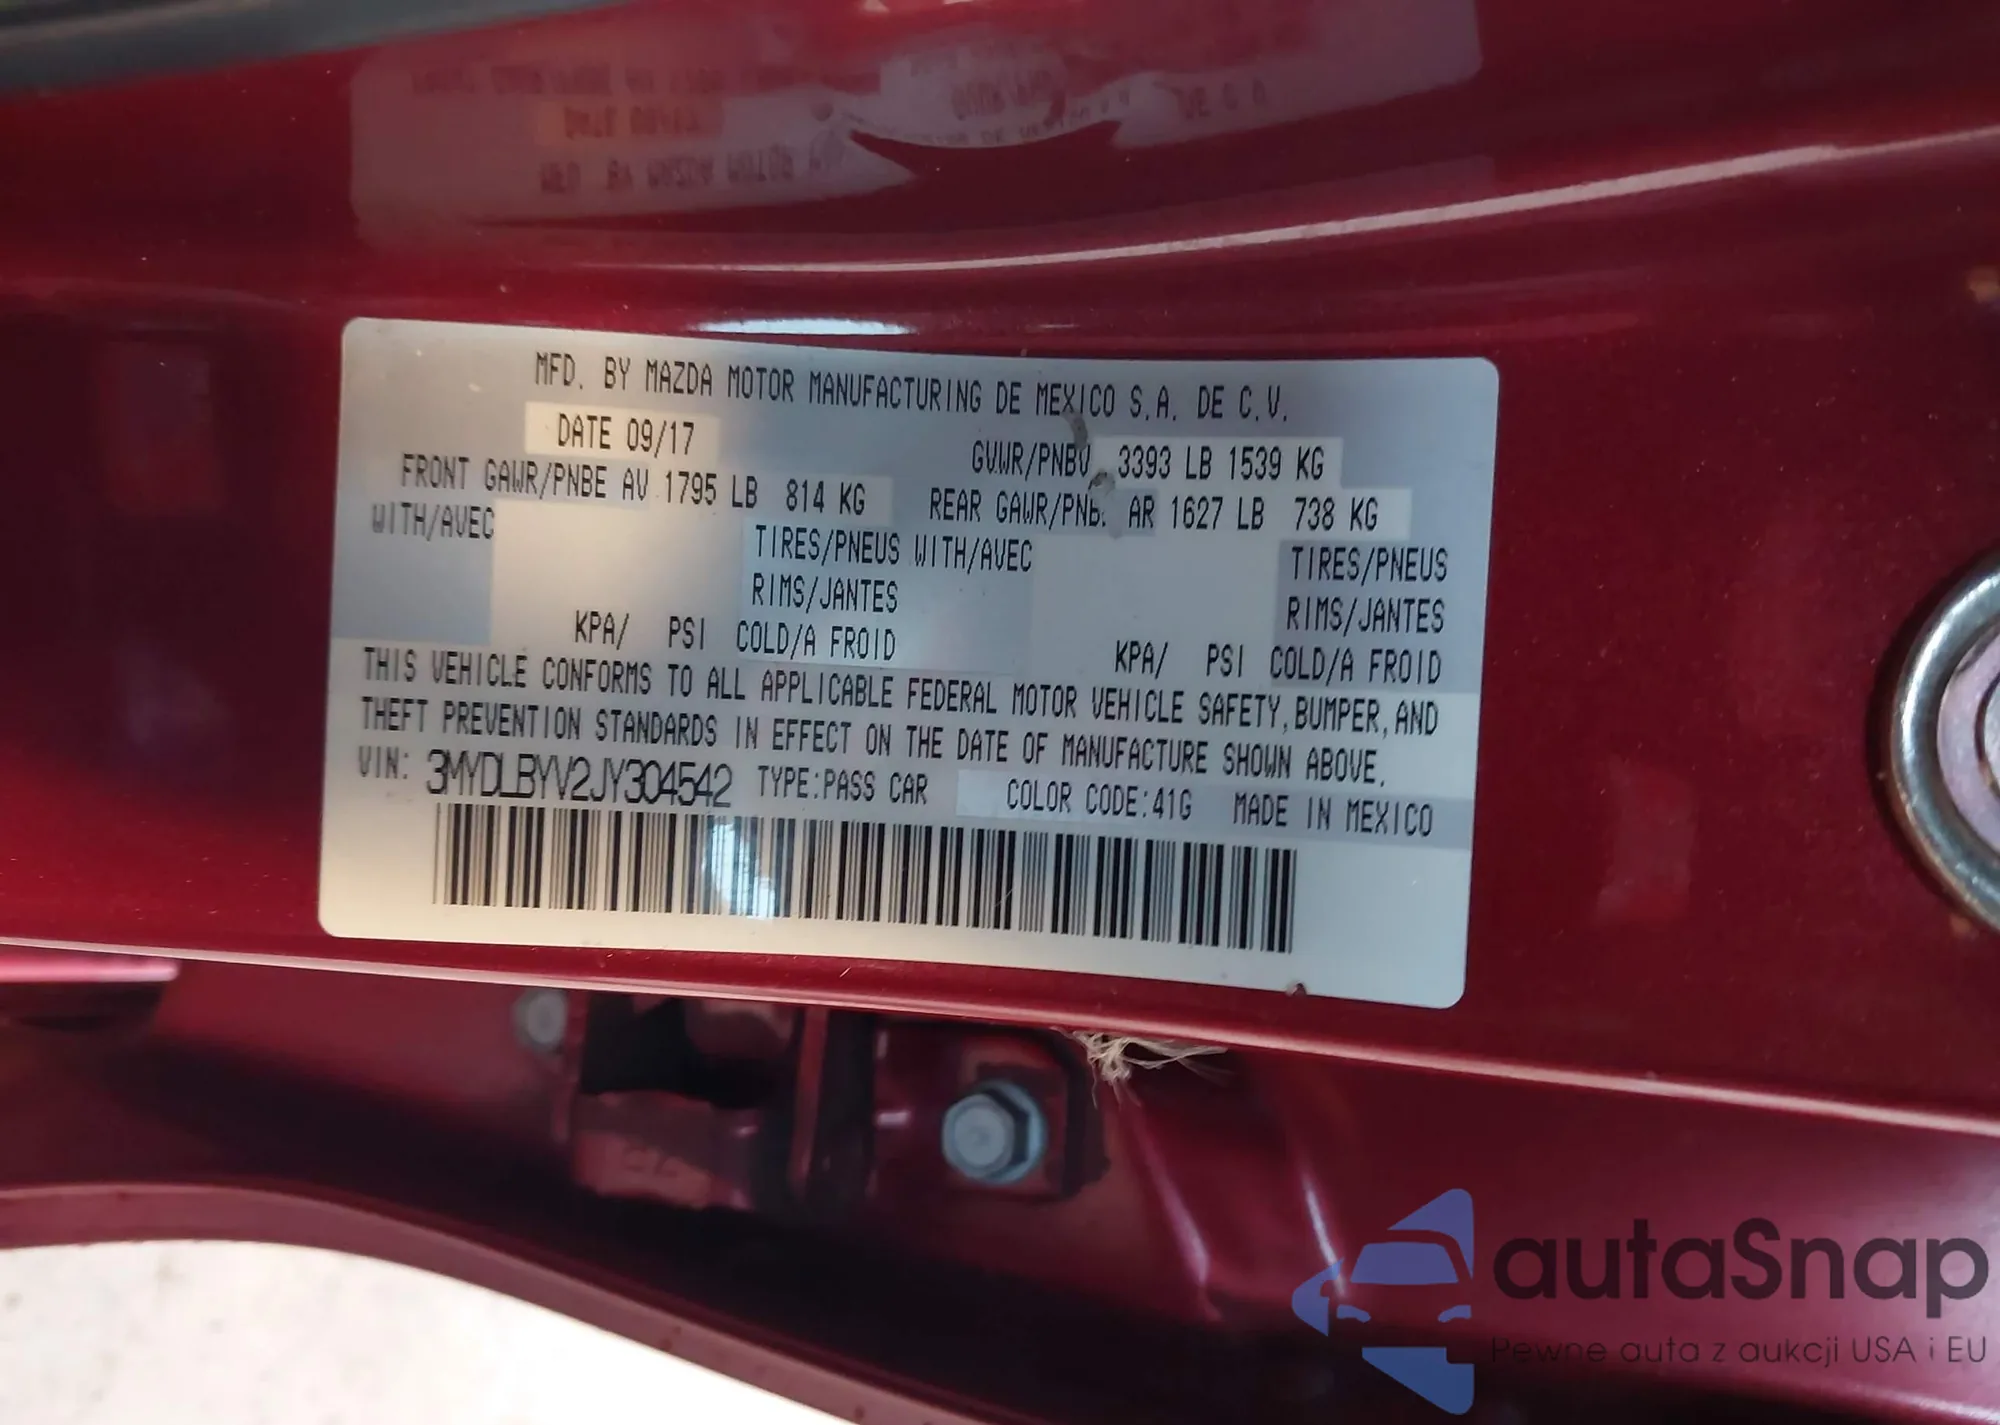 MFD. BY MAZDA MOTOR MANUFACTURING DE MEXICO S.A. DE C.V.
DATE 09/17 GVWR/PNBV 3393 LB 1539 KG
FRONT GAWR/PNBE AV 1795 LB 814 KG REAR GAWR/PNB AR 1627 LB 738 KG
WITH/AVEC TIRES/PNEUS WITH/AVEC TIRES/PNEUS
RIMS/JANTES RIMS/JANTES
KPA/ PSI COLD/A FROID KPA/ PSI COLD/A FROID
THIS VEHICLE CONFORMS TO ALL APPLICABLE FEDERAL MOTOR VEHICLE SAFETY, BUMPER, AND
THEFT PREVENTION STANDARDS IN EFFECT ON THE DATE OF MANUFACTURE SHOWN ABOVE.
VIN: 3MYDLBYV2JY304542 TYPE:PASS CAR COLOR CODE:41G MADE IN MEXICO
autaSnap
Pewne auta z aukcji USA i EU